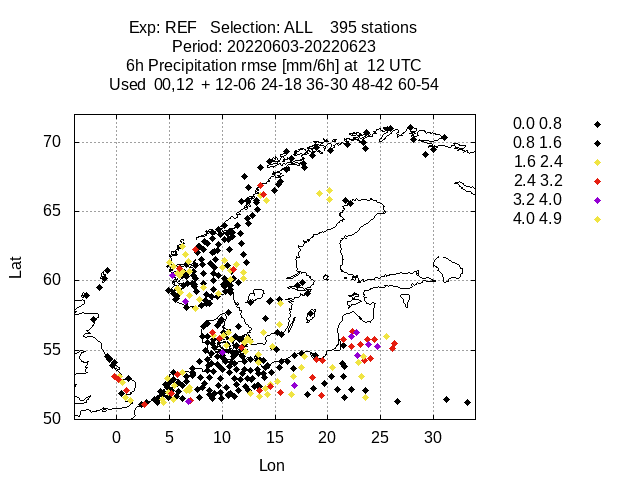 Exp: REF Selection: ALL 395 stations
Period: 20220603-20220623
6h Precipitation rmse [mm/6h] at 12 UTC
Used 00,12 + 12-06 24-18 36-30 48-42 60-54
0.0 0.8
0.8 1.6
1.6 2.4
2.4 3.2
3.2 4.0
4.0 4.9
70
65
60
55
50
Lat
0 5 10 15 20 25 30
Lon